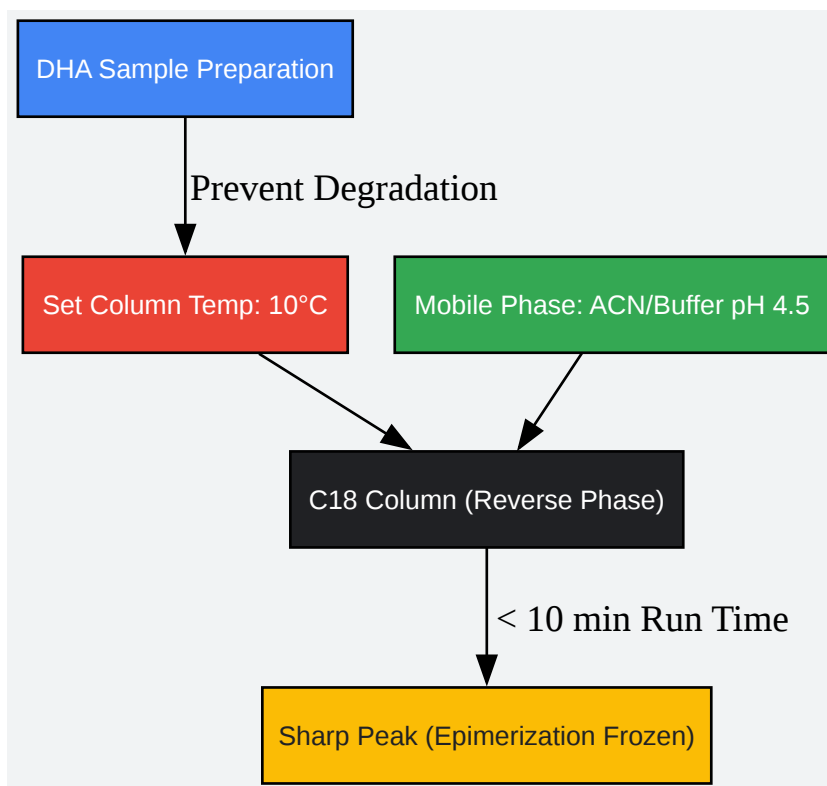 DHA Sample Preparation
Prevent Degradation
Set Column Temp: 10°C
Mobile Phase: ACN/Buffer pH 4.5
C18 Column (Reverse Phase)
< 10 min Run Time
Sharp Peak (Epimerization Frozen)